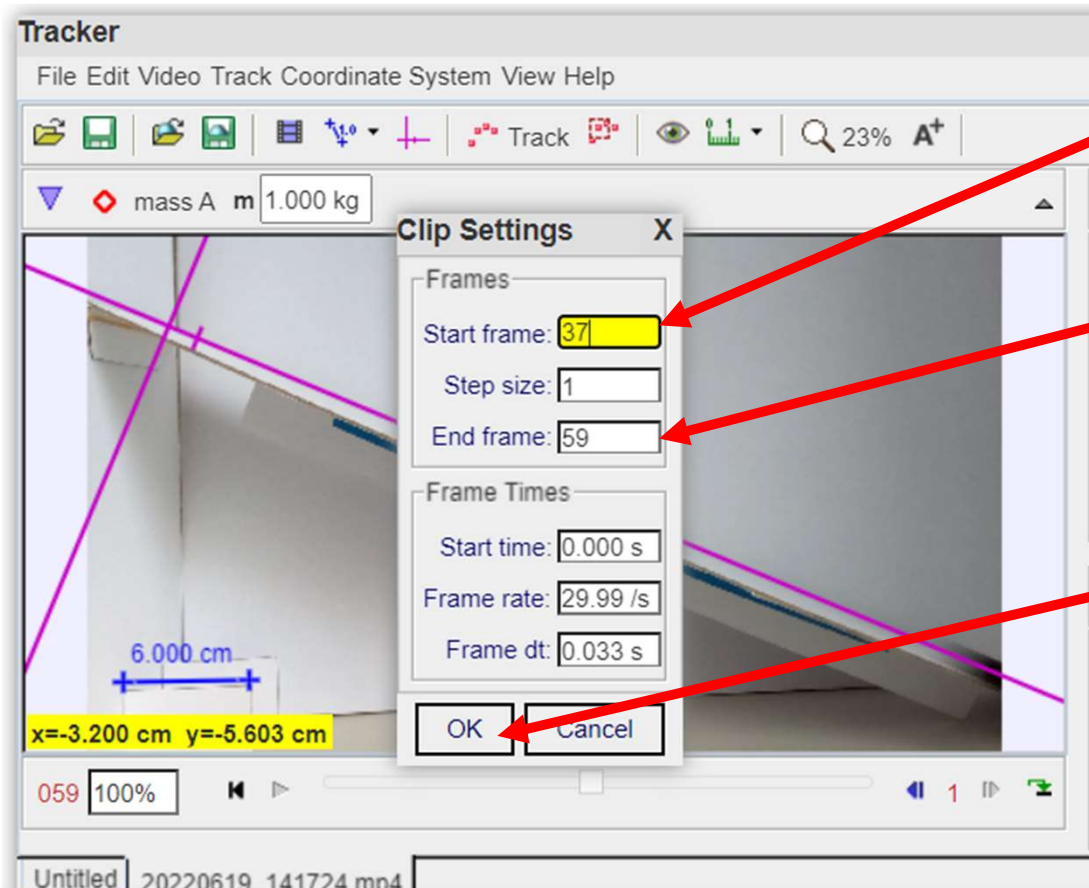 Tracker
File Edit Video Track Coordinate System View Help
Track 23% A+
mass A m 1.000 kg
Clip Settings X
Frames
Start frame: 37
Step size: 1
End frame: 59
Frame Times
Start time: 0.000 s
Frame rate: 29.99 /s
Frame dt: 0.033 s
OK Cancel
6.000 cm
x=-3.200 cm y=-5.603 cm
059 100% 1
Untitled 20220619_141724.mp4